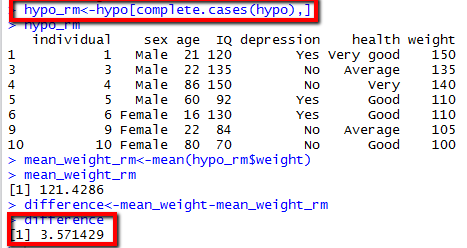 > hypo_rm<-hypo[complete.cases(hypo),]
> hypo_rm
individual sex age IQ depression health weight
1 1 Male 21 120 Yes Very good 150
3 3 Male 22 135 No Average 135
4 4 Male 86 150 No Very 140
5 5 Male 60 92 Yes Good 110
6 6 Female 16 130 Yes Good 110
9 9 Female 22 84 No Average 105
10 10 Female 80 70 No Good 100
> mean_weight_rm<-mean(hypo_rm$weight)
> mean_weight_rm
[1] 121.4286
> difference<-mean_weight-mean_weight_rm
> difference
[1] 3.571429